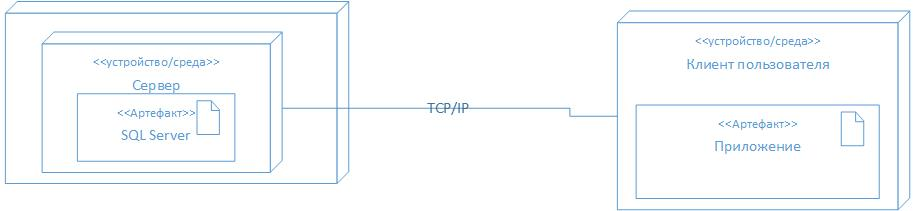 <<устройство/среда>>
Сервер
<<Артефакт>>
SQL Server
TCP/IP
<<устройство/среда>>
Клиент пользователя
<<Артефакт>>
Приложение